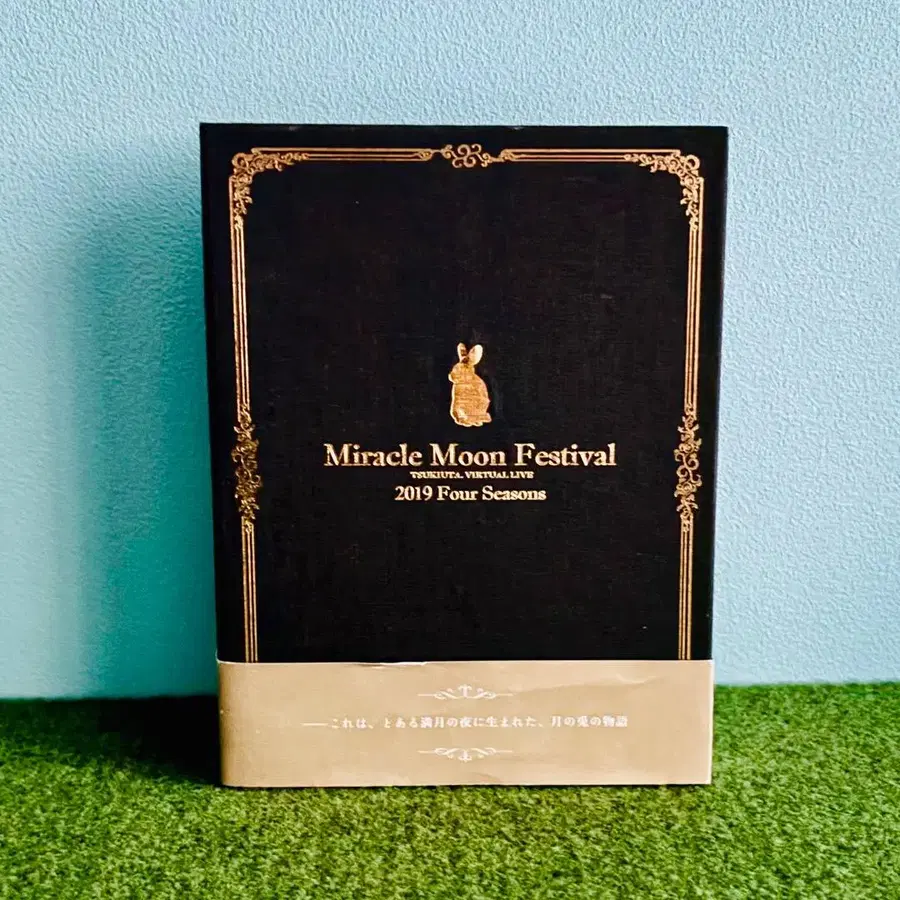 Miracle Moon Festival
TSUKIUTA. VIRTUAL LIVE
2019 Four Seasons
――これは、とある満月の夜に生まれた、月の兎の物語